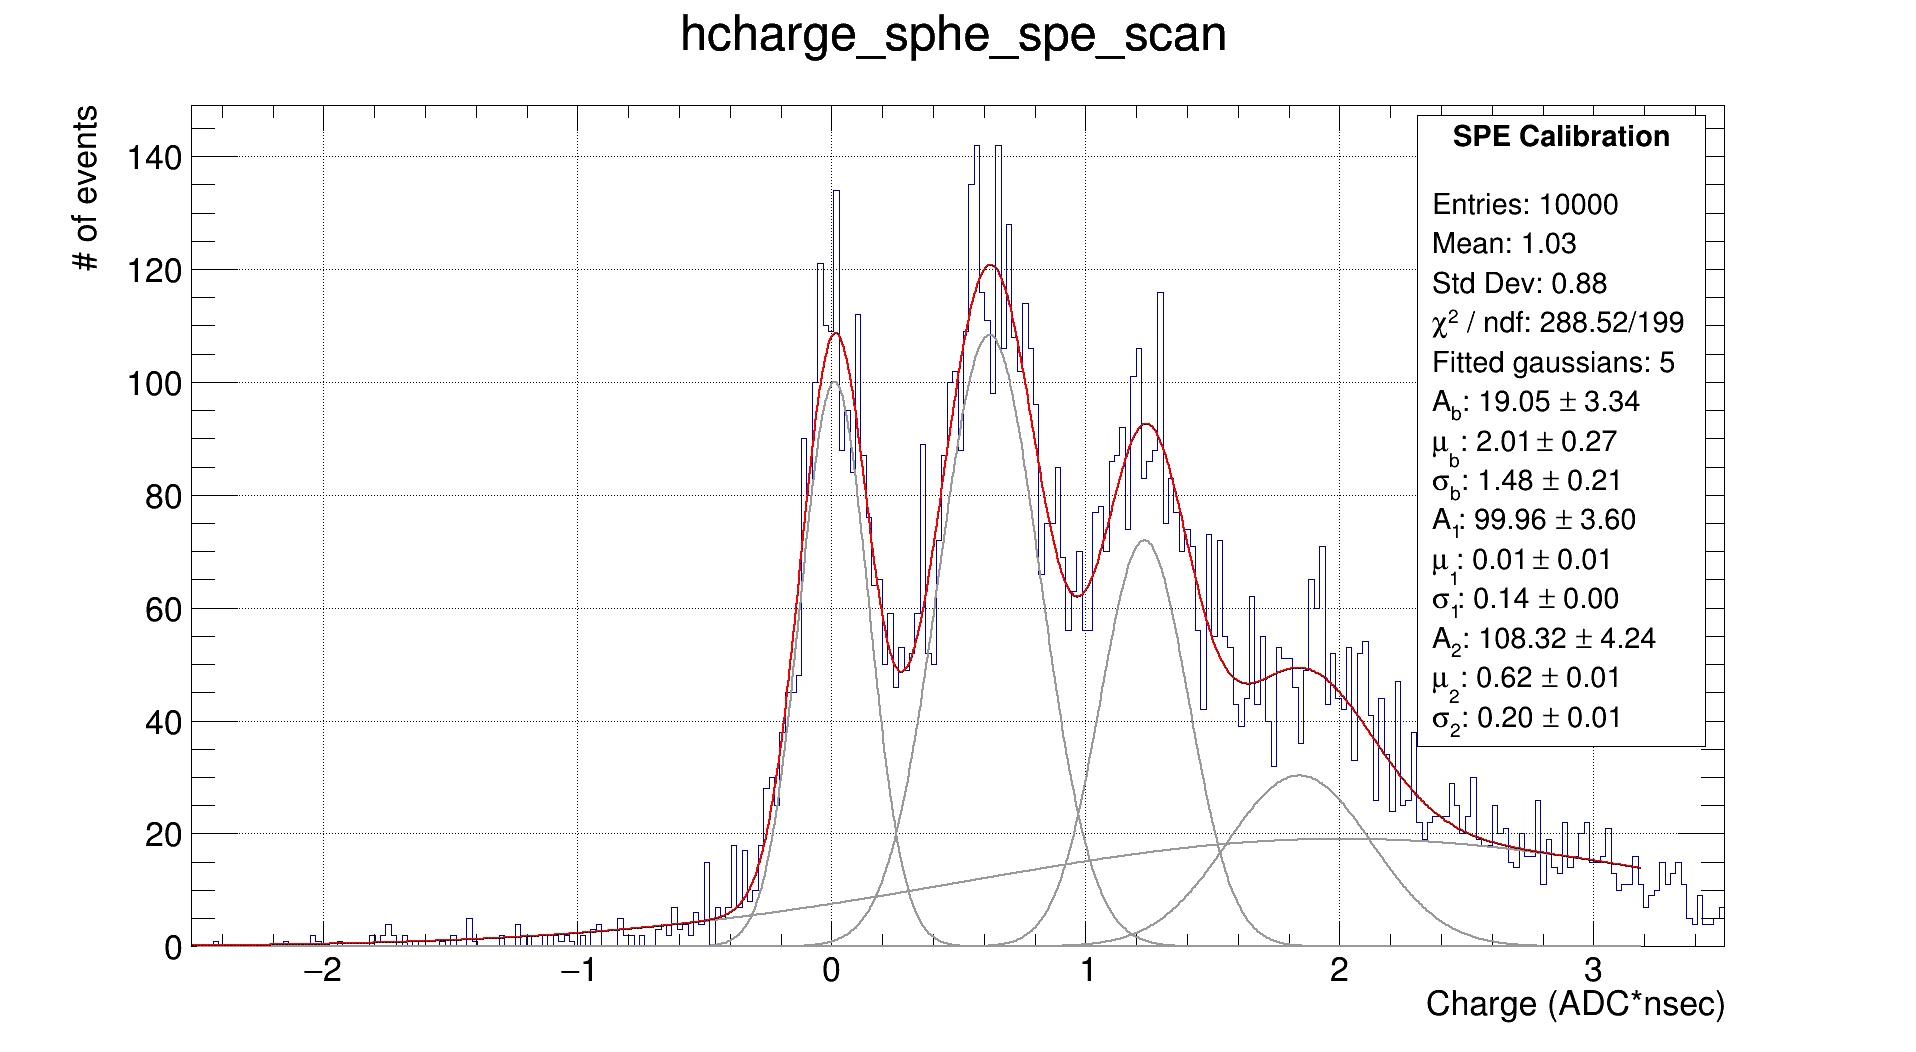 hcharge_sphe_spe_scan
# of events
140
120
100
80
60
40
20
0
−2
−1
0
1
2
3
Charge (ADC*nsec)
SPE Calibration
Entries: 10000
Mean: 1.03
Std Dev: 0.88
χ² / ndf: 288.52/199
Fitted gaussians: 5
A_b: 19.05 ± 3.34
μ_b: 2.01 ± 0.27
σ_b: 1.48 ± 0.21
A_1: 99.96 ± 3.60
μ_1: 0.01 ± 0.01
σ_1: 0.14 ± 0.00
A_2: 108.32 ± 4.24
μ_2: 0.62 ± 0.01
σ_2: 0.20 ± 0.01